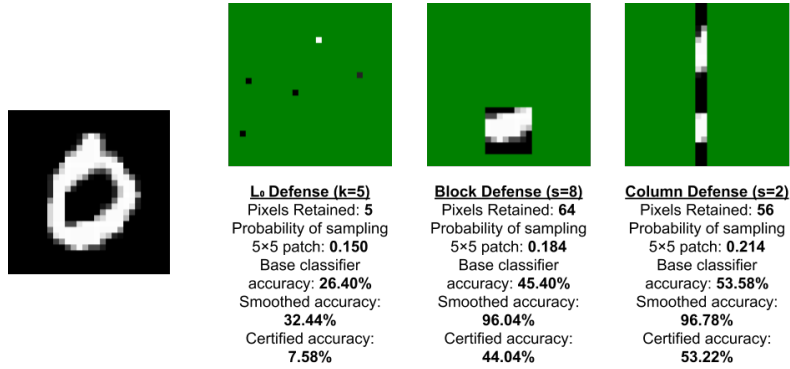 L₀ Defense (k=5)
Pixels Retained: 5
Probability of sampling
5×5 patch: 0.150
Base classifier
accuracy: 26.40%
Smoothed accuracy:
32.44%
Certified accuracy:
7.58%
Block Defense (s=8)
Pixels Retained: 64
Probability of sampling
5×5 patch: 0.184
Base classifier
accuracy: 45.40%
Smoothed accuracy:
96.04%
Certified accuracy:
44.04%
Column Defense (s=2)
Pixels Retained: 56
Probability of sampling
5×5 patch: 0.214
Base classifier
accuracy: 53.58%
Smoothed accuracy:
96.78%
Certified accuracy:
53.22%